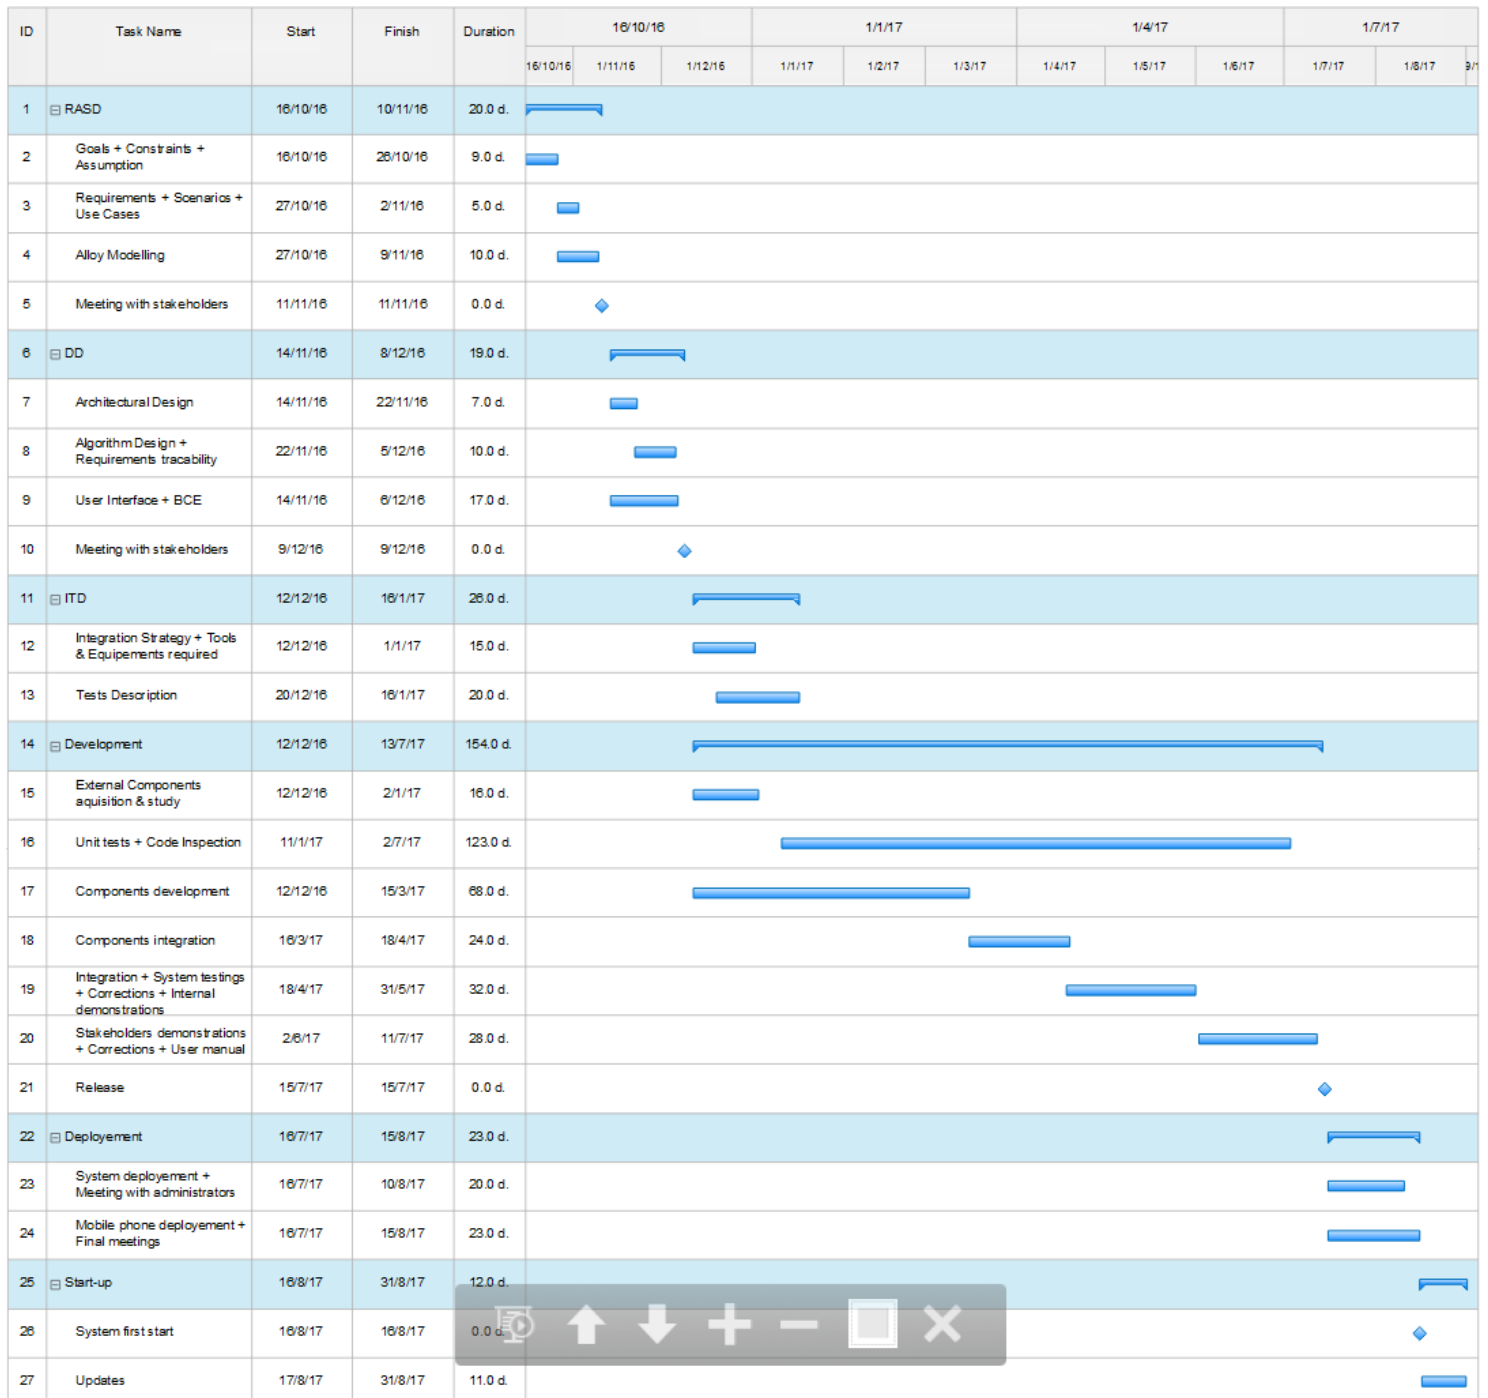 ID Task Name Start Finish Duration 16/10/16 1/1/17 1/4/17 1/7/17
16/10/16 1/11/16 1/12/16 1/1/17 1/2/17 1/3/17 1/4/17 1/5/17 1/6/17 1/7/17 1/8/17
1 RASD 16/10/16 10/11/16 20.0 d.
2 Goals + Constraints +
Assumption 16/10/16 26/10/16 9.0 d.
3 Requirements + Scenarios +
Use Cases 27/10/16 2/11/16 5.0 d.
4 Alloy Modelling 27/10/16 9/11/16 10.0 d.
5 Meeting with stakeholders 11/11/16 11/11/16 0.0 d.
6 DD 14/11/16 8/12/16 19.0 d.
7 Architectural Design 14/11/16 22/11/16 7.0 d.
8 Algorithm Design +
Requirements tracability 22/11/16 5/12/16 10.0 d.
9 User Interface + BCE 14/11/16 6/12/16 17.0 d.
10 Meeting with stakeholders 9/12/16 9/12/16 0.0 d.
11 ITD 12/12/16 16/1/17 26.0 d.
12 Integration Strategy + Tools
& Equipements required 12/12/16 1/1/17 15.0 d.
13 Tests Description 20/12/16 16/1/17 20.0 d.
14 Development 12/12/16 13/7/17 154.0 d.
15 External Components
aquisition & study 12/12/16 2/1/17 16.0 d.
16 Unit tests + Code Inspection 11/1/17 2/7/17 123.0 d.
17 Components development 12/12/16 15/3/17 68.0 d.
18 Components integration 16/3/17 18/4/17 24.0 d.
19 Integration + System testings
+ Corrections + Internal
demonstrations 18/4/17 31/5/17 32.0 d.
20 Stakeholders demonstrations
+ Corrections + User manual 2/6/17 11/7/17 28.0 d.
21 Release 15/7/17 15/7/17 0.0 d.
22 Deployement 16/7/17 15/8/17 23.0 d.
23 System deployement +
Meeting with administrators 16/7/17 10/8/17 20.0 d.
24 Mobile phone deployement +
Final meetings 16/7/17 15/8/17 23.0 d.
25 Start-up 16/8/17 31/8/17 12.0 d.
26 System first start 16/8/17 16/8/17 0.0 d.
27 Updates 17/8/17 31/8/17 11.0 d.